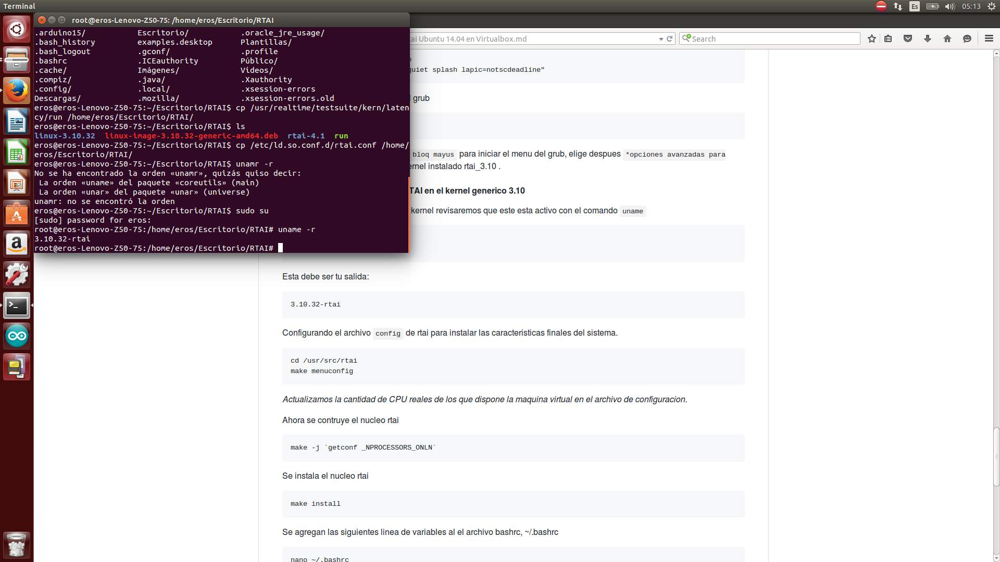 Terminal
Es
05:13
root@eros-Lenovo-Z50-75: /home/eros/Escritorio/RTAI
.arduino15/ Escritorio/ .oracle_jre_usage/
.bash_history examples.desktop Plantillas/
.bash_logout .gconf/ .profile
.bashrc .ICEauthority Público/
.cache/ Imágenes/ Vídeos/
.compiz/ .java/ .Xauthority
.config/ .local/ .xsession-errors
Descargas/ .mozilla/ .xsession-errors.old
eros@eros-Lenovo-Z50-75:~/Escritorio/RTAI$ cp /usr/realtime/testsuite/kern/laten
cy/run /home/eros/Escritorio/RTAI/
eros@eros-Lenovo-Z50-75:~/Escritorio/RTAI$ ls
linux-3.10.32 linux-image-3.10.32-generic-amd64.deb rtai-4.1 run
eros@eros-Lenovo-Z50-75:~/Escritorio/RTAI$ cp /etc/ld.so.conf.d/rtai.conf /home/
eros/Escritorio/RTAI/
eros@eros-Lenovo-Z50-75:~/Escritorio/RTAI$ unamr -r
No se ha encontrado la orden «unamr», quizás quiso decir:
La orden «uname» del paquete «coreutils» (main)
La orden «unar» del paquete «unar» (universe)
unamr: no se encontró la orden
eros@eros-Lenovo-Z50-75:~/Escritorio/RTAI$ sudo su
[sudo] password for eros:
root@eros-Lenovo-Z50-75:/home/eros/Escritorio/RTAI# uname -r
3.10.32-rtai
root@eros-Lenovo-Z50-75:/home/eros/Escritorio/RTAI#
tai Ubuntu 14.04 en Virtualbox.md
Search
quiet splash lapic=notscdeadline"
grub
bloq mayus para iniciar el menu del grub, elige despues *opciones avanzadas para
ernel instalado rtai_3.10 .
TAI en el kernel generico 3.10
kernel revisaremos que este esta activo con el comando uname
Esta debe ser tu salida:
3.10.32-rtai
Configurando el archivo config de rtai para instalar las caracteristicas finales del sistema.
cd /usr/src/rtai
make menuconfig
Actualizamos la cantidad de CPU reales de los que dispone la maquina virtual en el archivo de configuracion.
Ahora se contruye el nucleo rtai
make -j `getconf _NPROCESSORS_ONLN`
Se instala el nucleo rtai
make install
Se agregan las siguientes linea de variables al el archivo bashrc, ~/.bashrc
nano ~/.bashrc